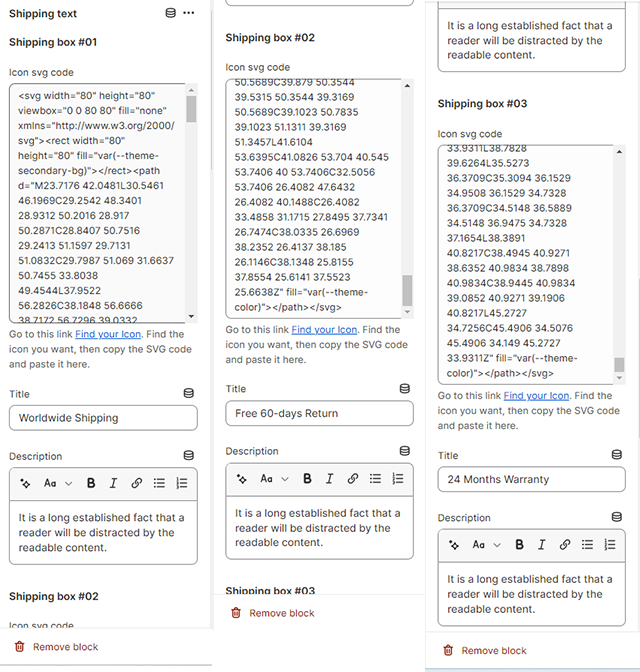 Shipping text
Shipping box #01
Icon svg code
<svg width="80" height="80"
viewbox="0 0 80 80" fill="none"
xmlns="http://www.w3.org/2000/
svg"><rect width="80"
height="80" fill="var(--theme-
secondary-bg)"></rect><path
d="M23.7176 42.0481L30.5461
46.1969C29.2542 48.3401
28.9312 50.2016 28.917
50.2871C28.8407 50.7516
29.2413 51.1597 29.7131
51.0832C29.7987 51.069 31.6637
50.7455 33.8038
49.4544L37.9522
56.2826C38.1848 56.6666
38.7172 56.7296 39.0332
Go to this link Find your Icon. Find the
icon you want, then copy the SVG code
and paste it here.
Title
Worldwide Shipping
Description
Aa
B
I
It is a long established fact that a
reader will be distracted by the
readable content.
Shipping box #02
Icon svg code
Remove block
Shipping box #02
Icon svg code
50.5689C39.879 50.3544
39.5315 50.3544 39.3169
50.5689C39.1023 50.7835
39.1023 51.1311 39.3169
51.3457L41.6104
53.6395C41.0826 53.704 40.545
53.7406 40 53.7406C32.5056
53.7406 26.4082 47.6432
26.4082 40.1488C26.4082
33.4858 31.1715 27.8495 37.7341
26.7474C38.0335 26.6969
38.2352 26.4137 38.185
26.1146C38.1348 25.8155
37.8554 25.6141 37.5523
25.6638Z" fill="var(--theme-
color)"></path></svg>
Go to this link Find your Icon. Find the
icon you want, then copy the SVG code
and paste it here.
Title
Free 60-days Return
Description
Aa
B
I
It is a long established fact that a
reader will be distracted by the
readable content.
Shipping box #03
Remove block
It is a long established fact that a
reader will be distracted by the
readable content.
Shipping box #03
Icon svg code
33.9311L38.7828
39.6264L35.5273
36.3709C35.3094 36.1529
34.9508 36.1529 34.7328
36.3709C34.5148 36.5889
34.5148 36.9475 34.7328
37.1654L38.3891
40.8217C38.4945 40.9271
38.6352 40.9834 38.7898
40.9834C38.9445 40.9834
39.0852 40.9271 39.1906
40.8217L45.2727
34.7256C45.4906 34.5076
45.4906 34.149 45.2727
33.9311Z" fill="var(--theme-
color)"></path></svg>
Go to this link Find your Icon. Find the
icon you want, then copy the SVG code
and paste it here.
Title
24 Months Warranty
Description
Aa
B
I
It is a long established fact that a
reader will be distracted by the
readable content.
Remove block